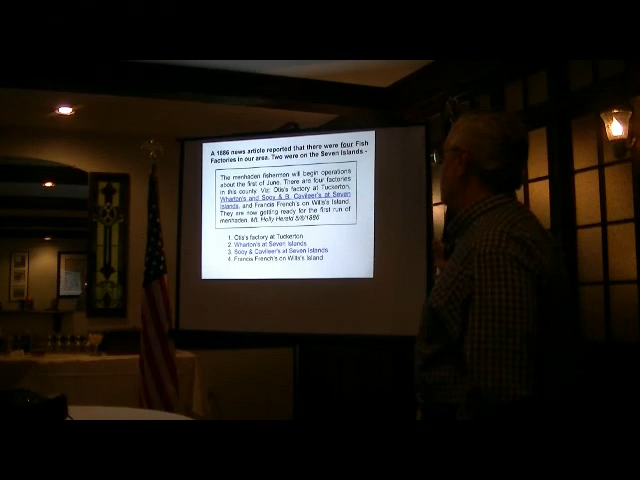 A 1886 news article reported that there were four Fish
Factories in our area. Two were on the Seven Islands -
The menhaden fishermen will begin operations
about the first of June. There are four factories
in this county. Viz: Otis's factory at Tuckerton,
Wharton's and Sooy & B. Cavileer's at Seven
Islands, and Francis French's on Wills's Island.
They are now getting ready for the first run of
menhaden. Mt. Holly Herald 5/8/1886
1. Otis's factory at Tuckerton
2. Wharton's at Seven Islands
3. Sooy & Cavileer's at Seven Islands
4. Francis French's on Wills's Island